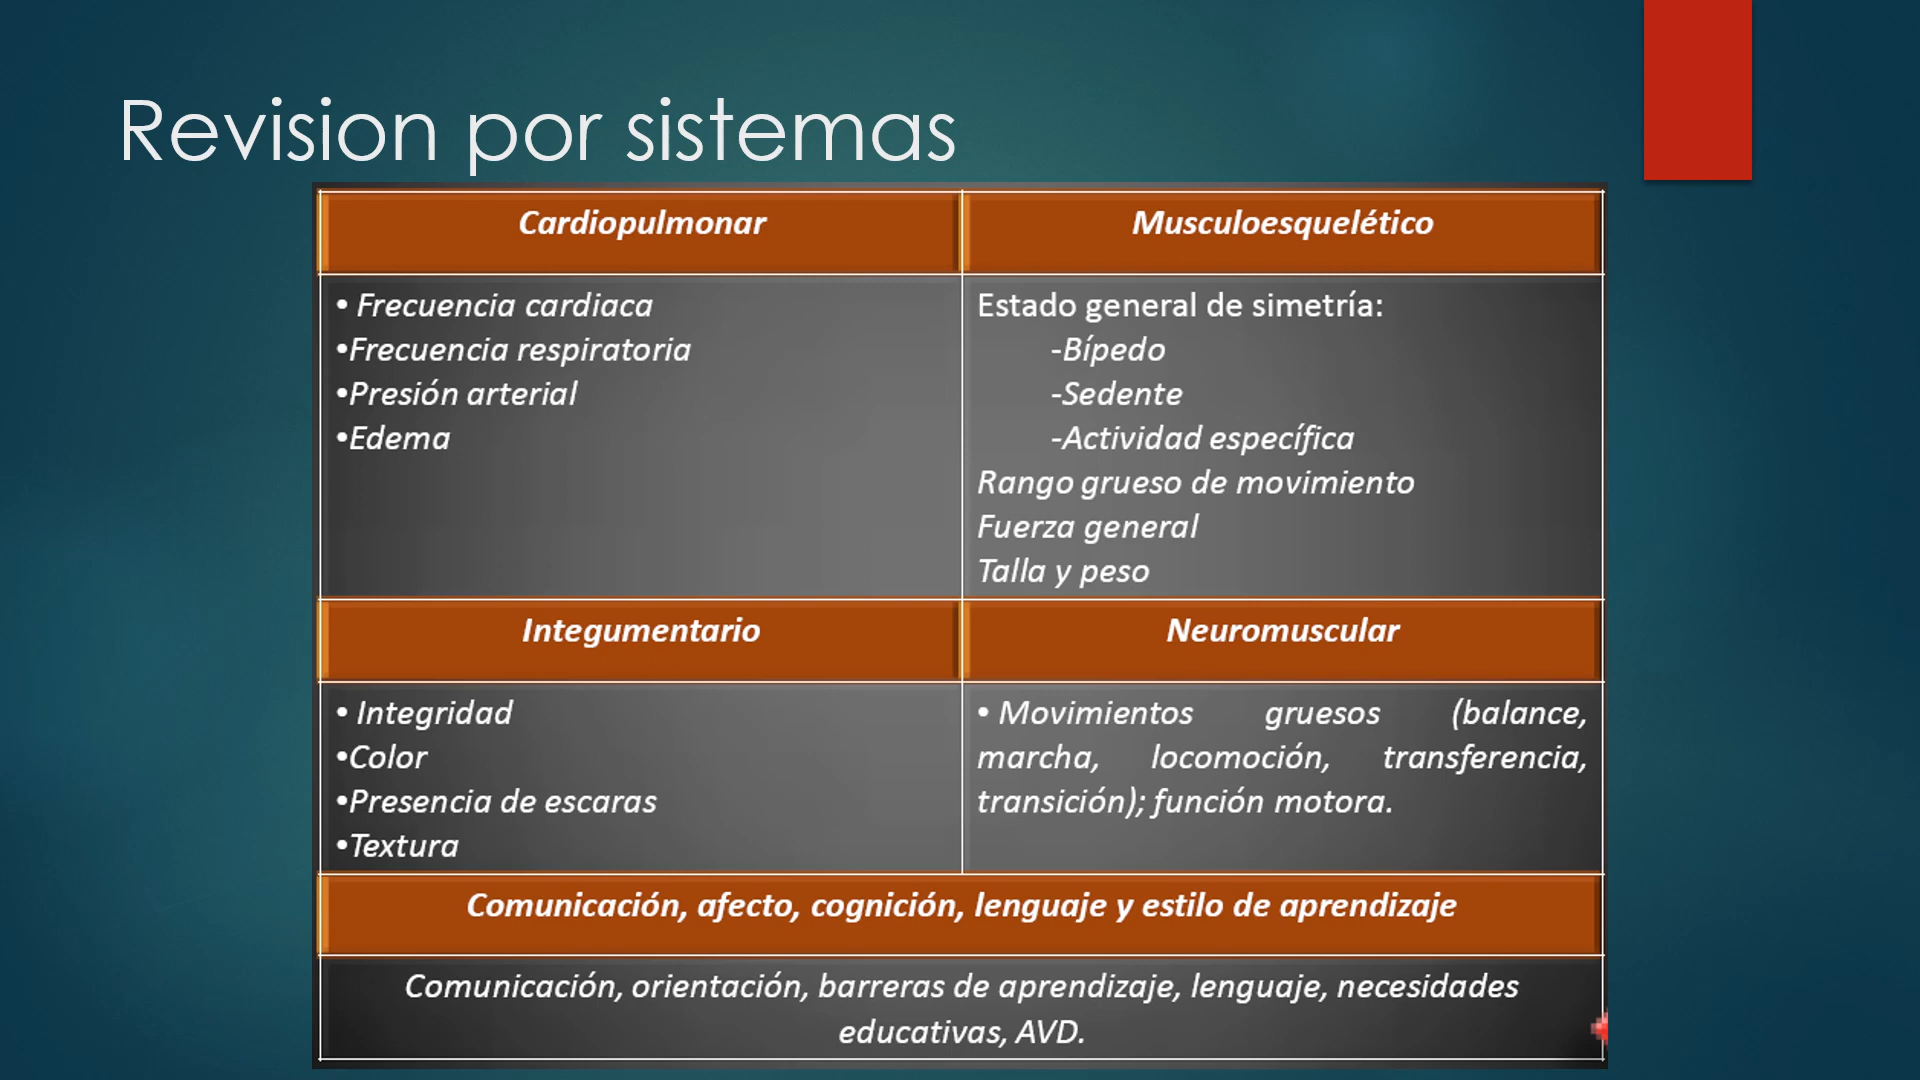 Revision por sistemas
Cardiopulmonar
Musculoesquelético
• Frecuencia cardiaca
•Frecuencia respiratoria
•Presión arterial
•Edema
Estado general de simetría:
-Bípedo
-Sedente
-Actividad específica
Rango grueso de movimiento
Fuerza general
Talla y peso
Integumentario
Neuromuscular
• Integridad
•Color
•Presencia de escaras
•Textura
• Movimientos gruesos (balance,
marcha, locomoción, transferencia,
transición); función motora.
Comunicación, afecto, cognición, lenguaje y estilo de aprendizaje
Comunicación, orientación, barreras de aprendizaje, lenguaje, necesidades
educativas, AVD.